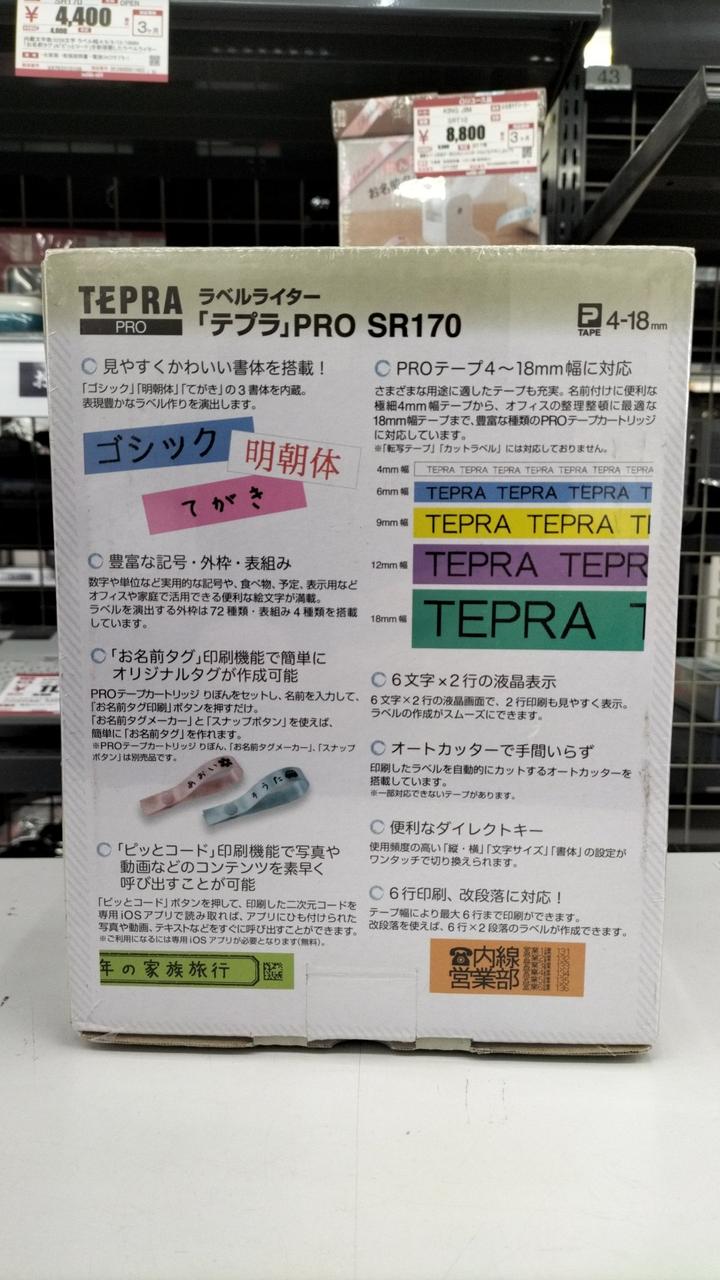 SR170
OPEN
¥ 4,400
3ヶ月
43
KING JIM
SR170
¥ 8,800
3ヶ月
お名前
TEPRA
PRO
ラベルライター
「テプラ」PRO SR170
TAPE
4-18mm
見やすくかわいい書体を搭載！
「ゴシック」「明朝体」「てがき」の3書体を内蔵。
表現豊かなラベル作りを演出します。
ゴシック
明朝体
てがき
豊富な記号・外枠・表組み
数字や単位など実用的な記号や、食べ物、予定、表示用など
オフィスや家庭で活用できる便利な絵文字が満載。
ラベルを演出する外枠は72種類・表組み4種類を搭載
しています。
「お名前タグ」印刷機能で簡単に
オリジナルタグが作成可能
PROテープカートリッジ りぼんをセットし、名前を入力して、
「お名前タグ印刷」ボタンを押すだけ。
「お名前タグメーカー」と「スナップボタン」を使えば、
簡単に「お名前タグ」を作れます。
※PROテープカートリッジ りぼん、「お名前タグメーカー」、「スナップ
ボタン」は別売品です。
あおい
そうた
「ピッとコード」印刷機能で写真や
動画などのコンテンツを素早く
呼び出すことが可能
「ピッとコード」ボタンを押して、印刷した二次元コードを
専用iOSアプリで読み取れば、アプリにひも付けられた
写真や動画、テキストなどをすぐに呼び出すことができます。
※ご利用になるには専用iOSアプリが必要となります(無料)。
年の家族旅行
PROテープ4〜18mm幅に対応
さまざまな用途に適したテープも充実。名前付けに便利な
極細4mm幅テープから、オフィスの整理整頓に最適な
18mm幅テープまで、豊富な種類のPROテープカートリッジ
に対応しています。
※「転写テープ」「カットラベル」には対応しておりません。
4mm幅 TEPRA TEPRA TEPRA TEPRA TEPRA TEPRA TEPRA
6mm幅 TEPRA TEPRA TEPRA T
9mm幅 TEPRA TEPRA TE
12mm幅 TEPRA TEPR
18mm幅 TEPRA T
6文字×2行の液晶表示
6文字×2行の液晶画面で、2行印刷も見やすく表示。
ラベルの作成がスムーズにできます。
オートカッターで手間いらず
印刷したラベルを自動的にカットするオートカッターを
搭載しています。
※一部対応できないテープがあります。
便利なダイレクトキー
使用頻度の高い「縦・横」「文字サイズ」「書体」の設定が
ワンタッチで切り換えられます。
6行印刷、改段落に対応！
テープ幅により最大6行まで印刷ができます。
改段落を使えば、6行×2段落のラベルが作成できます。
☎内線
営業部